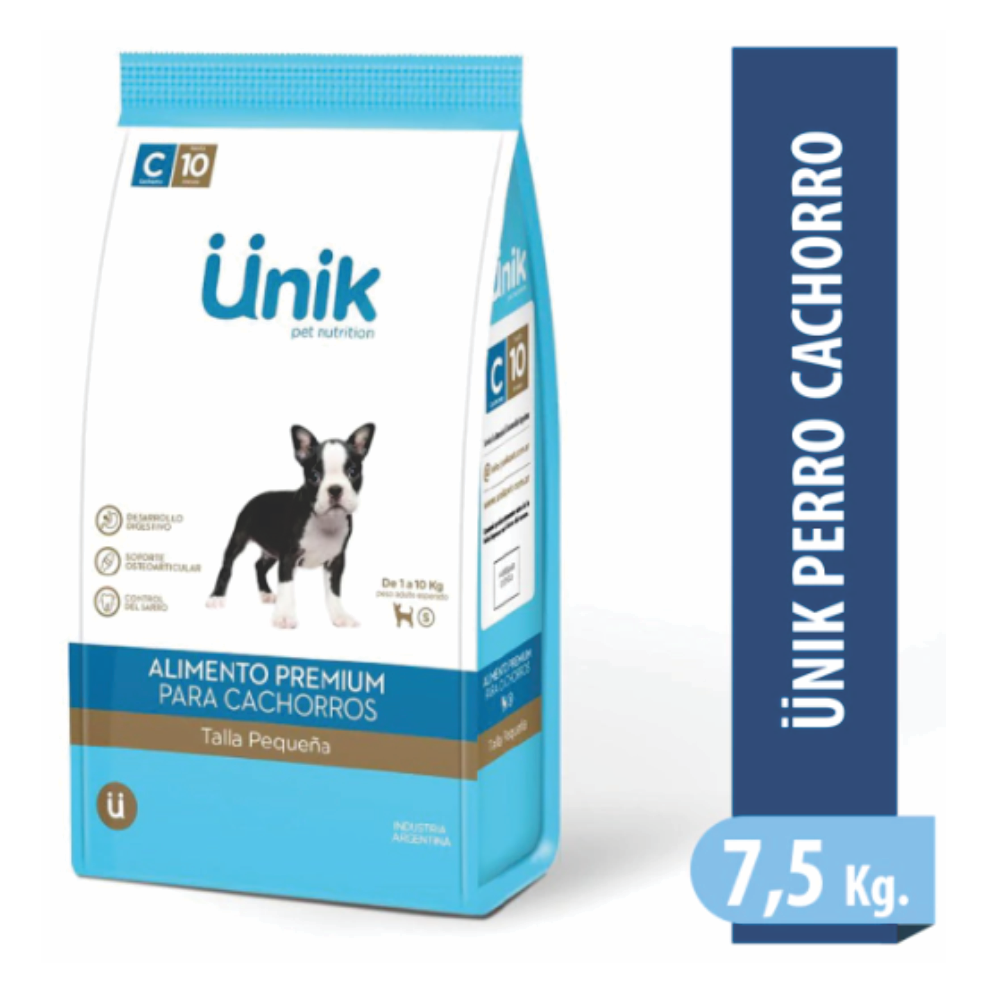 C 10
Ünik
pet nutrition
DESARROLLO
DIGESTIVO
SOPORTE
OSTEOARTICULAR
CONTROL
DEL SARRO
De 1 a 10 Kg
peso adulto esperado
S
ALIMENTO PREMIUM
PARA CACHORROS
Talla Pequeña
ü
INDUSTRIA
ARGENTINA
Ünik
C 10
ALIMENTO PREMIUM
PARA CACHORROS
Talla Pequeña
ÜNIK PERRO CACHORRO
7,5 Kg.